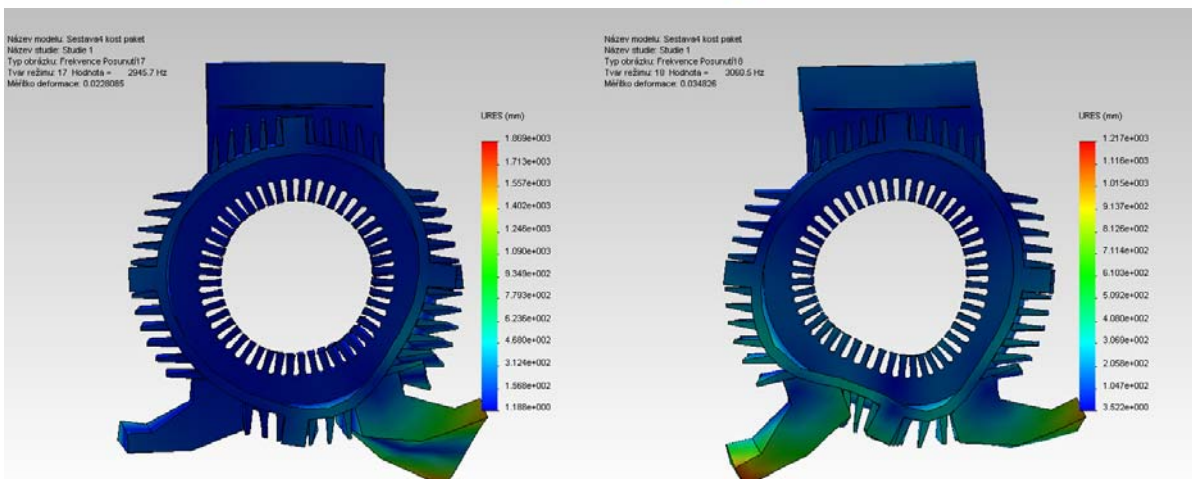 Název modelu: Sestava4 kost paket
Název studie: Studie 1
Typ obrázku: Frekvence Posunutí17
Tvar režimu: 17 Hodnota = 2945.7 Hz
Měřítko deformace: 0.0228085
URES (mm)
1.869e+003
1.713e+003
1.557e+003
1.402e+003
1.246e+003
1.090e+003
9.349e+002
7.793e+002
6.236e+002
4.680e+002
3.124e+002
1.568e+002
1.188e+000
Název modelu: Sestava4 kost paket
Název studie: Studie 1
Typ obrázku: Frekvence Posunutí18
Tvar režimu: 18 Hodnota = 3060.5 Hz
Měřítko deformace: 0.034826
URES (mm)
1.217e+003
1.116e+003
1.015e+003
9.137e+002
8.126e+002
7.114e+002
6.103e+002
5.092e+002
4.080e+002
3.069e+002
2.058e+002
1.047e+002
3.522e+000